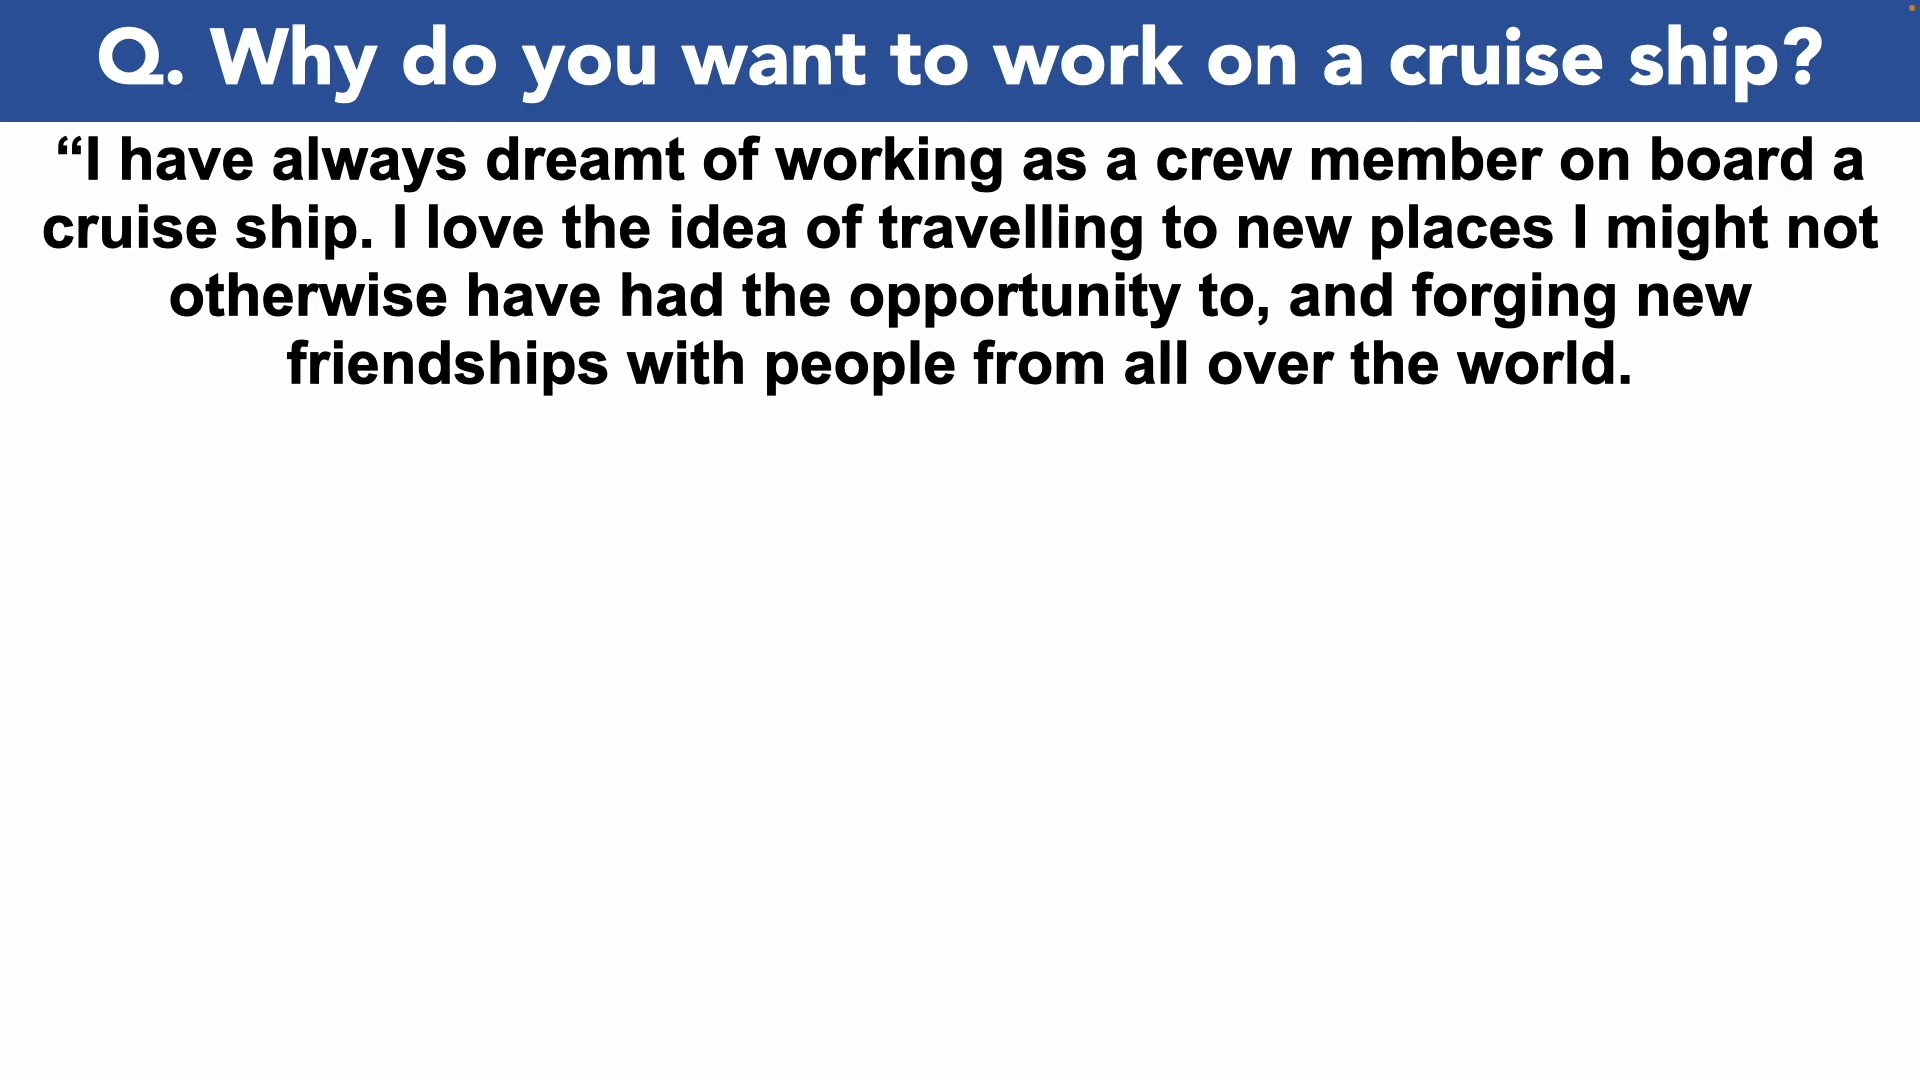 Q. Why do you want to work on a cruise ship?
“I have always dreamt of working as a crew member on board a
cruise ship. I love the idea of travelling to new places I might not
otherwise have had the opportunity to, and forging new
friendships with people from all over the world.